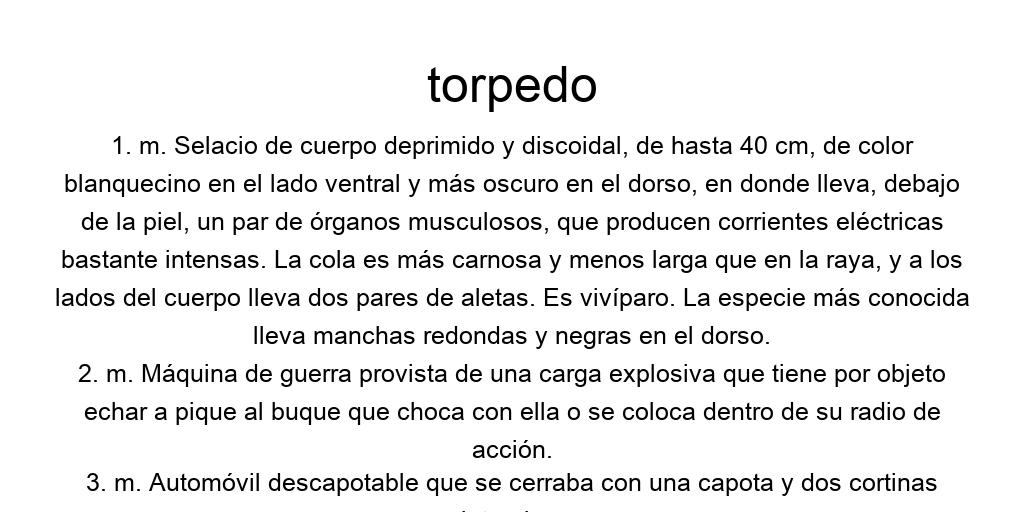 torpedo
1. m. Selacio de cuerpo deprimido y discoidal, de hasta 40 cm, de color
blanquecino en el lado ventral y más oscuro en el dorso, en donde lleva, debajo
de la piel, un par de órganos musculosos, que producen corrientes eléctricas
bastante intensas. La cola es más carnosa y menos larga que en la raya, y a los
lados del cuerpo lleva dos pares de aletas. Es vivíparo. La especie más conocida
lleva manchas redondas y negras en el dorso.
2. m. Máquina de guerra provista de una carga explosiva que tiene por objeto
echar a pique al buque que choca con ella o se coloca dentro de su radio de
acción.
3. m. Automóvil descapotable que se cerraba con una capota y dos cortinas